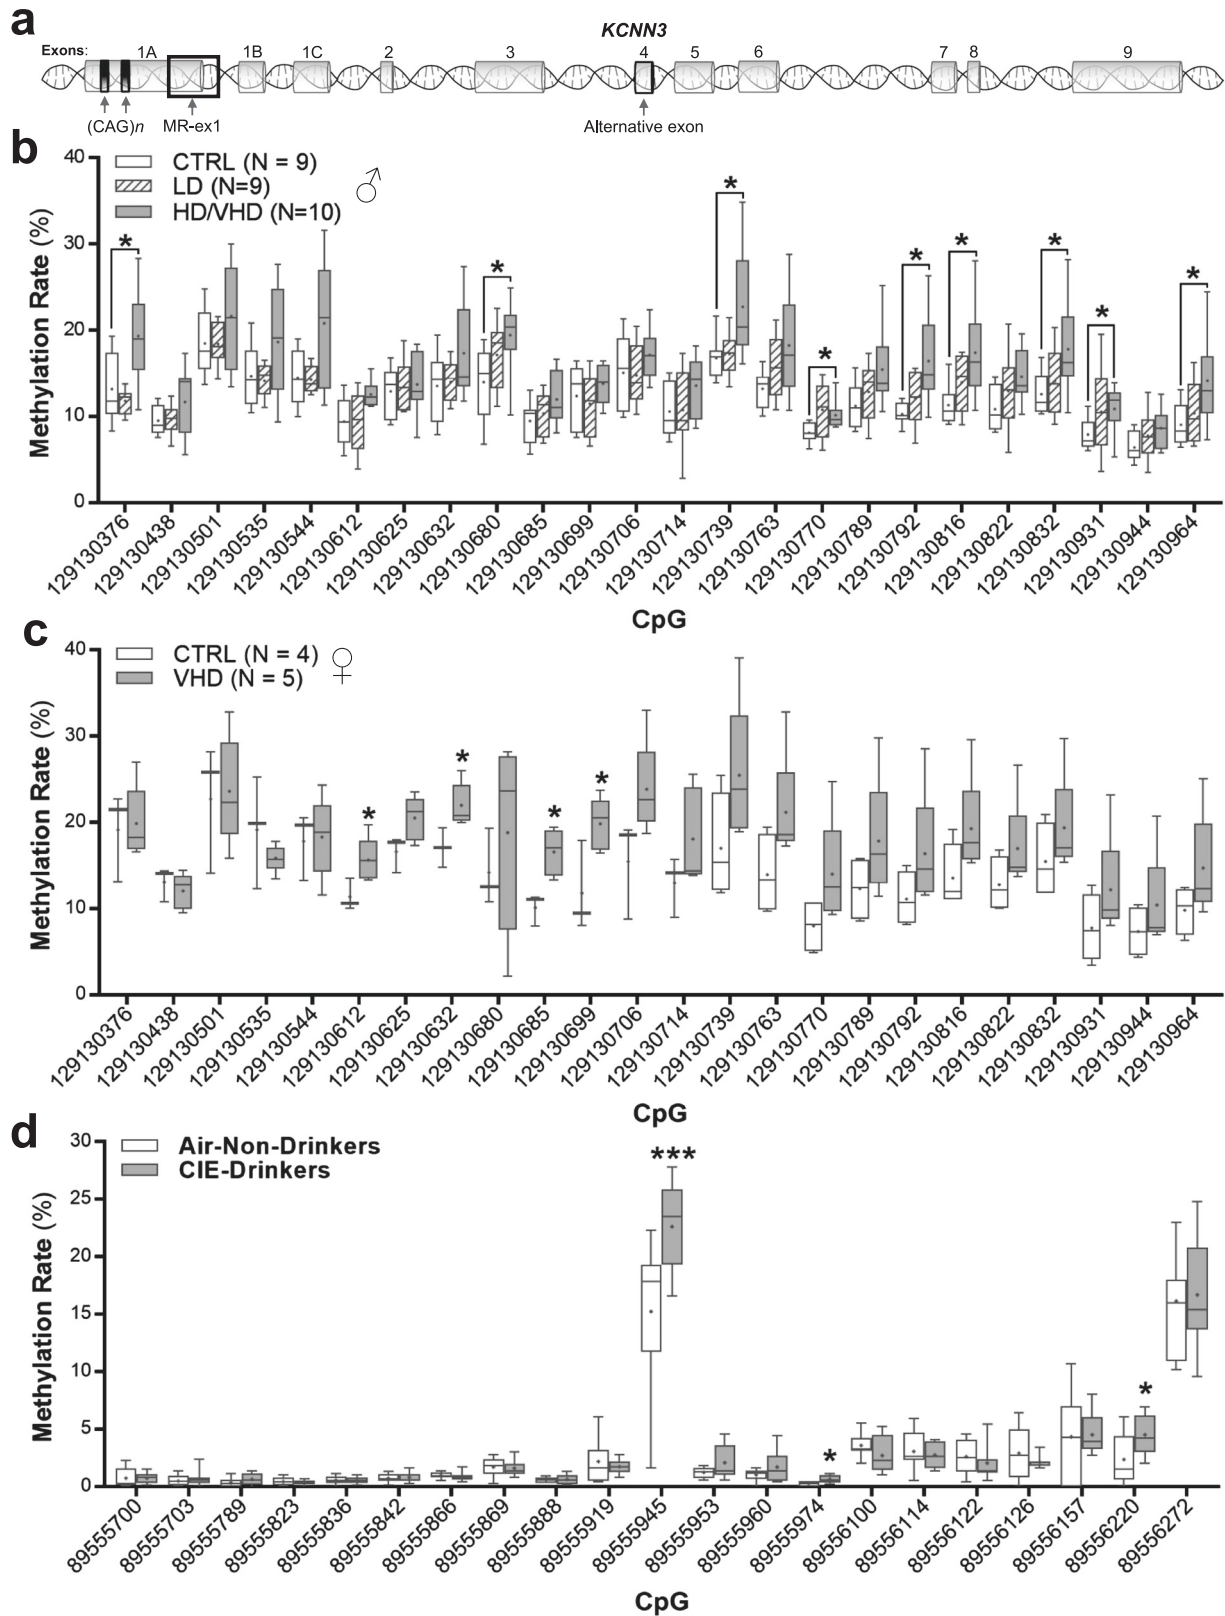 a
KCNN3
Exons: 1A 1B 1C 2 3 4 5 6 7 8 9
(CAG)n MR-ex1 Alternative exon
b
CTRL (N = 9)
LD (N=9)
HD/VHD (N=10)
♂
Methylation Rate (%)
40
30
20
10
0
* * * * * * * * *
129130376 129130438 129130501 129130535 129130544 129130612 129130625 129130632 129130680 129130685 129130699 129130706 129130714 129130739 129130763 129130770 129130789 129130792 129130816 129130822 129130832 129130931 129130944 129130964
CpG
c
CTRL (N = 4)
VHD (N = 5)
♀
Methylation Rate (%)
40
30
20
10
0
* * * *
129130376 129130438 129130501 129130535 129130544 129130612 129130625 129130632 129130680 129130685 129130699 129130706 129130714 129130739 129130763 129130770 129130789 129130792 129130816 129130822 129130832 129130931 129130944 129130964
CpG
d
Air-Non-Drinkers
CIE-Drinkers
Methylation Rate (%)
30
25
20
15
10
5
0
*** * *
89555700 89555703 89555789 89555823 89555836 89555842 89555866 89555869 89555888 89555919 89555945 89555953 89555960 89555974 89556100 89556114 89556122 89556126 89556157 89556220 89556272
CpG